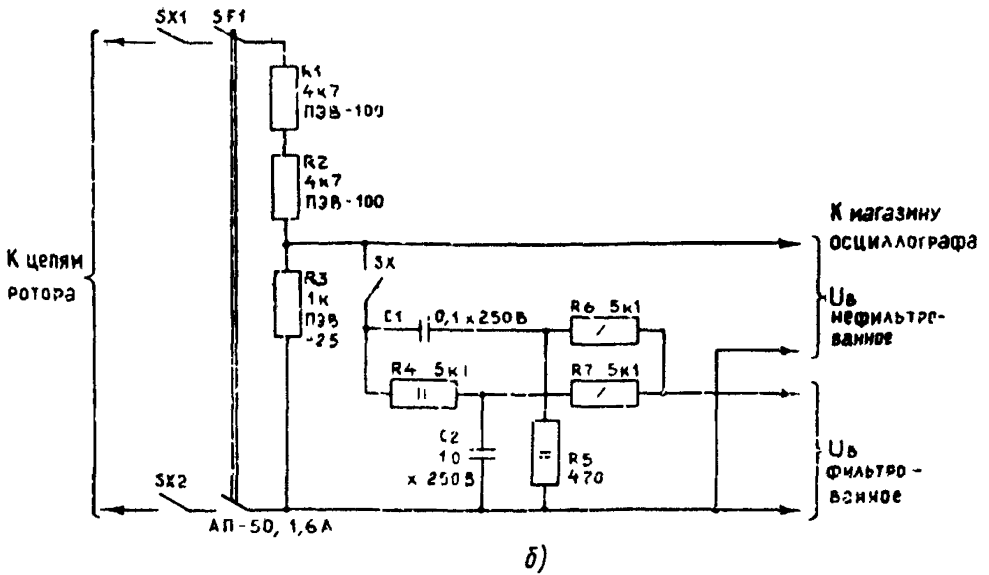 SX1 SF1
R1
4к7
ПЭВ-100
R2
4к7
ПЭВ-100
К магазину
осциллографа
К цепям
ротора
SX
R3
1к
ПЭВ
-25
C1 0,1 x 250 В
R6 5к1
Uв
нефильтро-
ванное
R4 5к1
R7 5к1
C2
10
x 250 В
R5
470
Uв
фильтро-
ванное
SX2
АП-50, 1,6А
б)